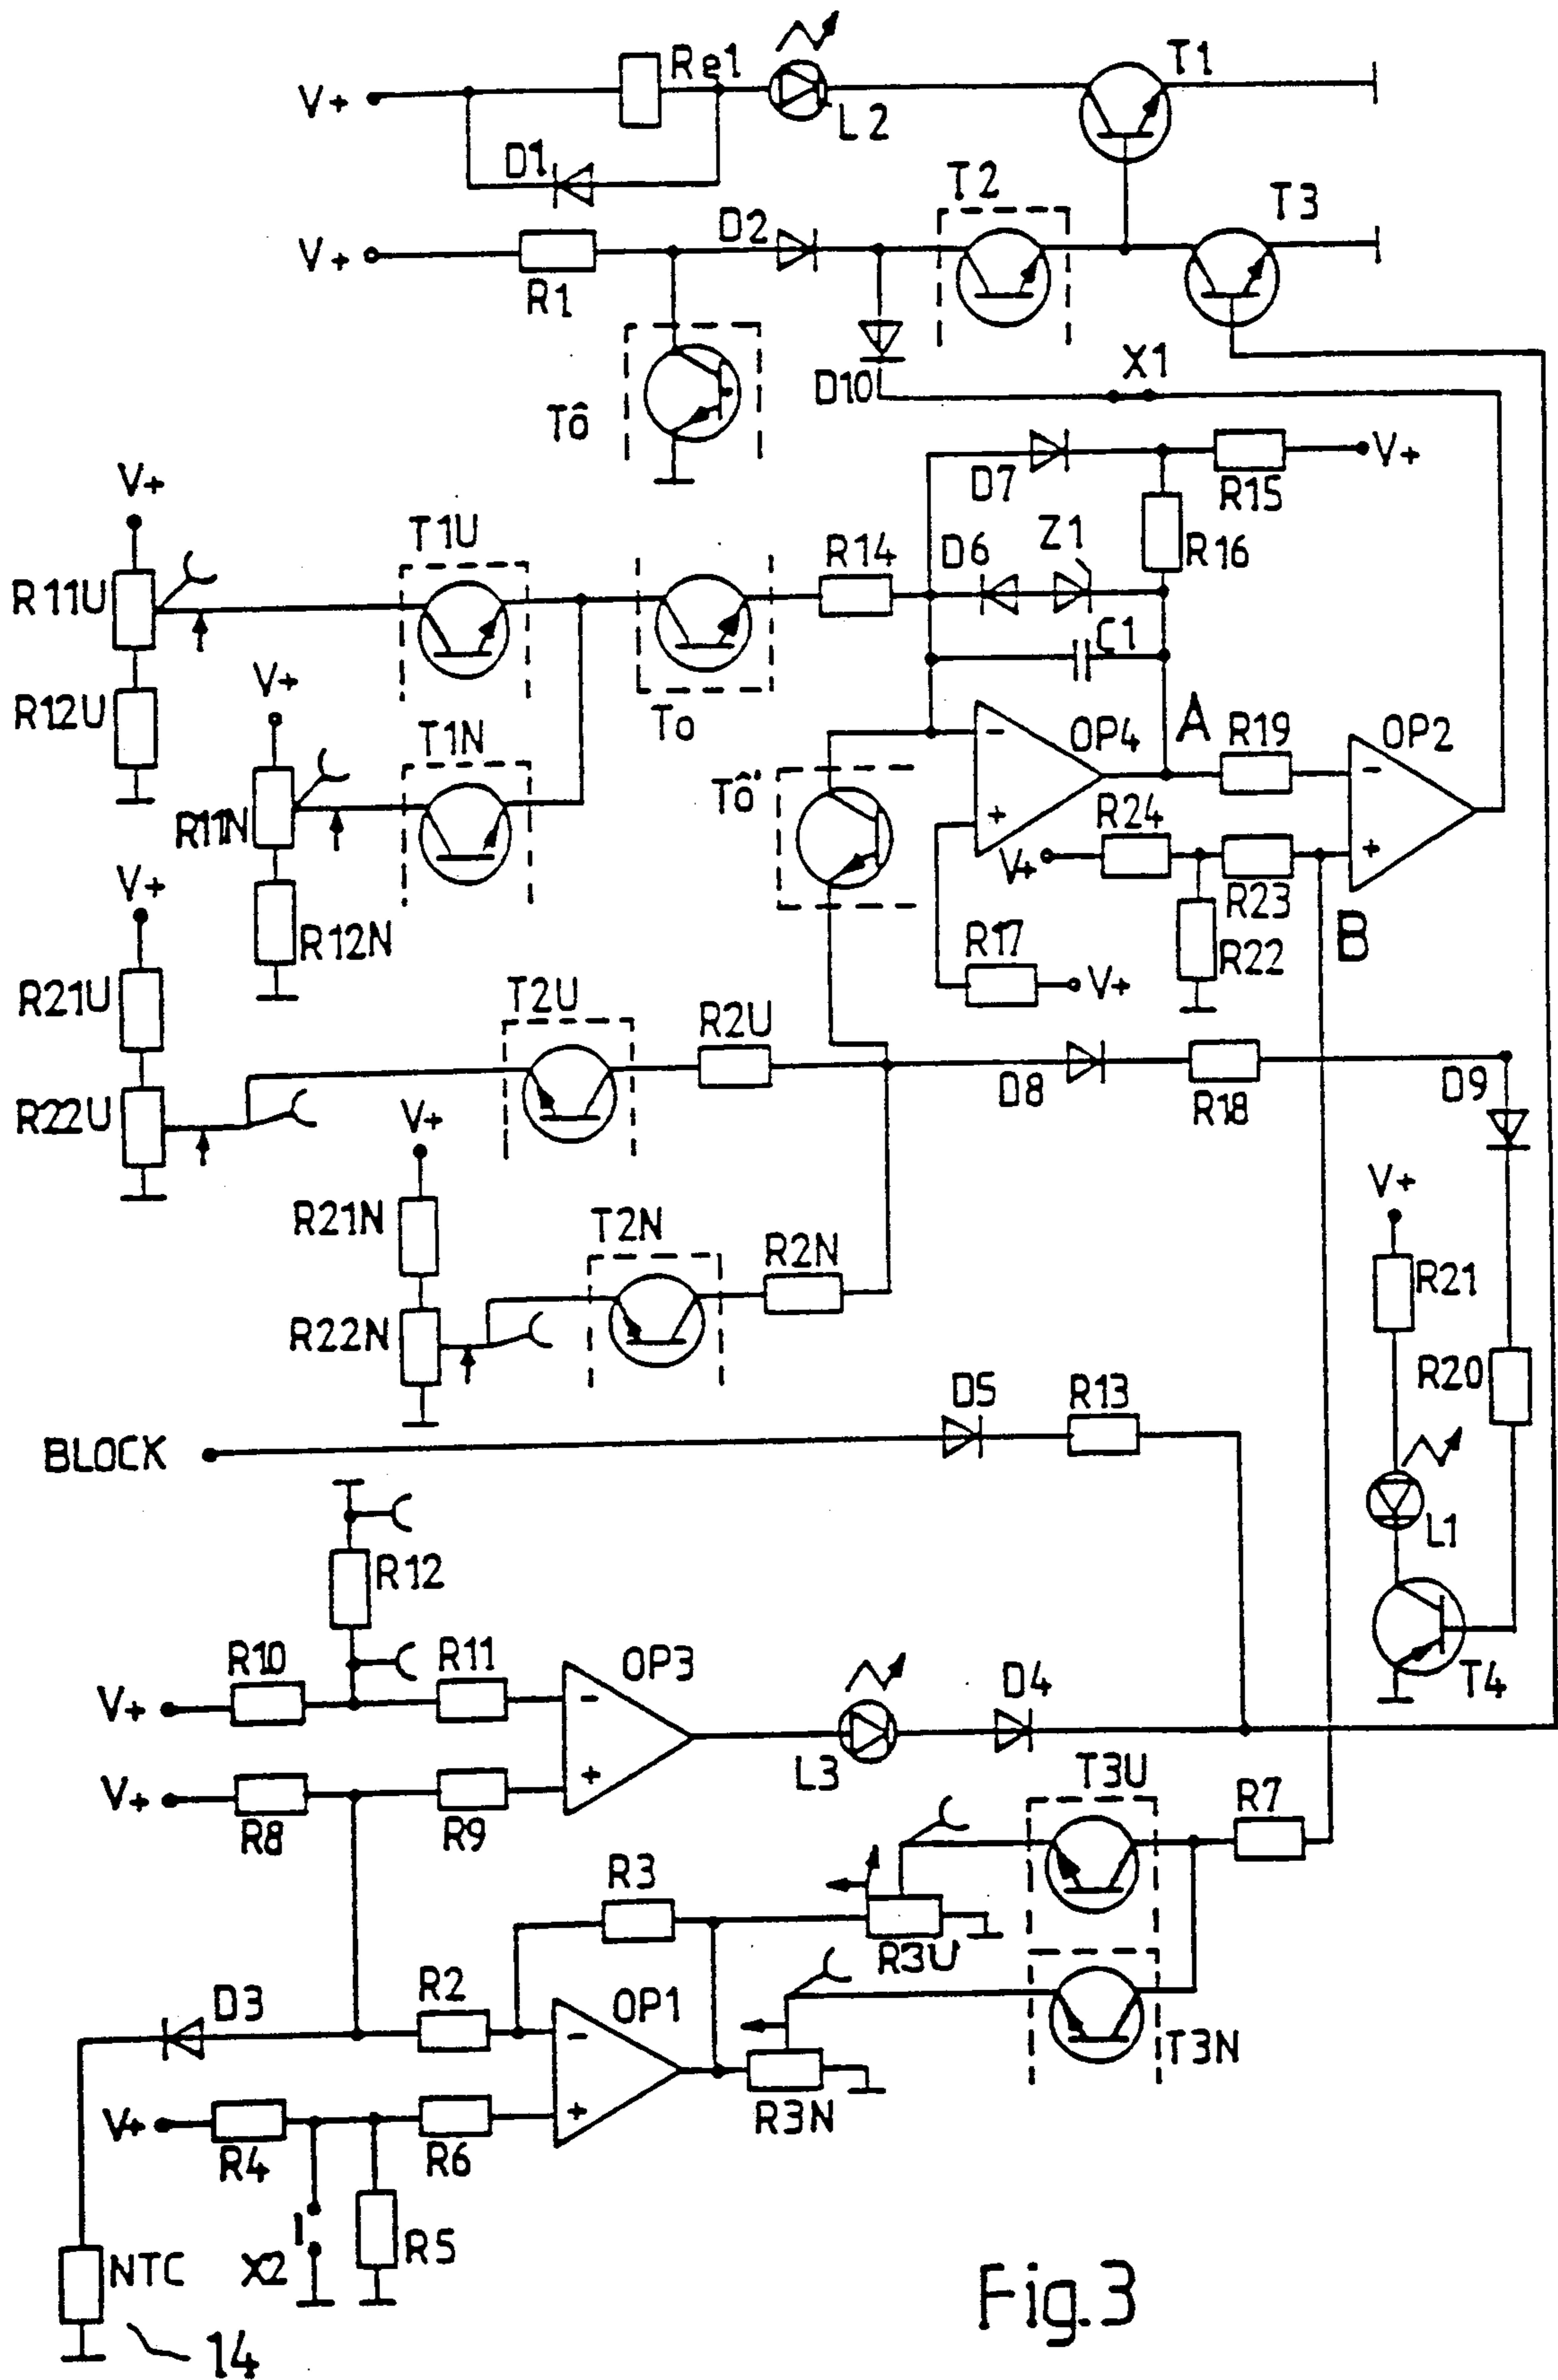 Re1
T1
V+
L2
D1
T2
T3
D2
V+
R1
X1
D10
Tô
V+
D7
R15
V+
T1U
R14
D6
Z1
R16
R11U
C1
V+
R12U
T1N
To
OP4
A
R19
OP2
Tô'
R11N
R24
V+
V+
R12N
R23
B
R17
R22
V+
R21U
T2U
R2U
D8
R18
D9
R22U
V+
V+
R21N
T2N
R2N
R21
R22N
R20
D5
R13
BLOCK
L1
R12
R10
R11
OP3
D4
T4
V+
L3
T3U
R7
V+
R8
R9
R3
R3U
D3
R2
OP1
T3N
R3N
V+
R4
R6
R5
NTC
X2
14
Fig.3